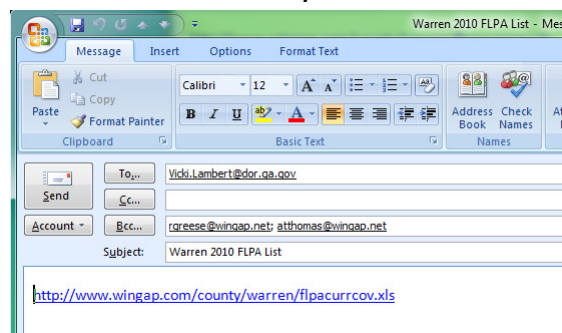 Warren 2010 FLPA List - Mes
Message Insert Options Format Text
Cut
Copy
Format Painter
Paste
Clipboard
Calibri 12
B I U
Basic Text
Address Book
Check Names
Names
At
To...
Vicki.Lambert@dor.ga.gov
Send
Cc...
Account
Bcc...
rgreese@wingap.net; atthomas@wingap.net
Subject:
Warren 2010 FLPA List
http://www.wingap.com/county/warren/flpacurrcov.xls